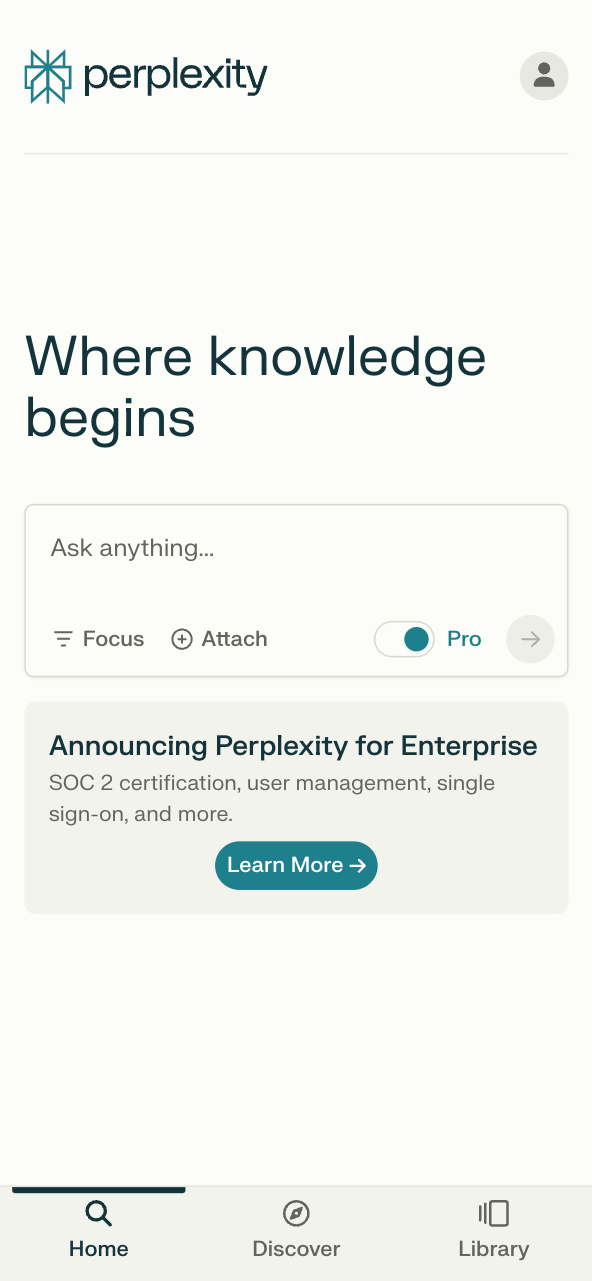 perplexity
Where knowledge
begins
Ask anything...
Focus
Attach
Pro
Announcing Perplexity for Enterprise
SOC 2 certification, user management, single
sign-on, and more.
Learn More →
Home
Discover
Library